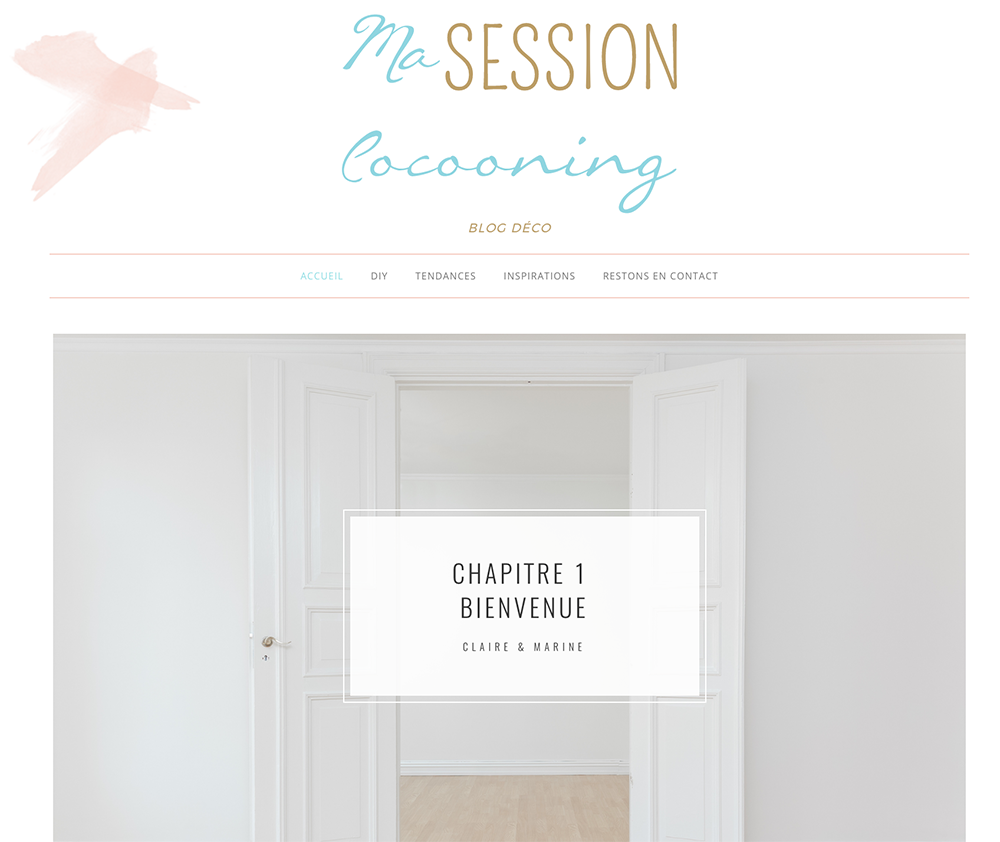 Ma SESSION
Cocooning
BLOG DÉCO
ACCUEIL DIY TENDANCES INSPIRATIONS RESTONS EN CONTACT
CHAPITRE 1
BIENVENUE
CLAIRE & MARINE